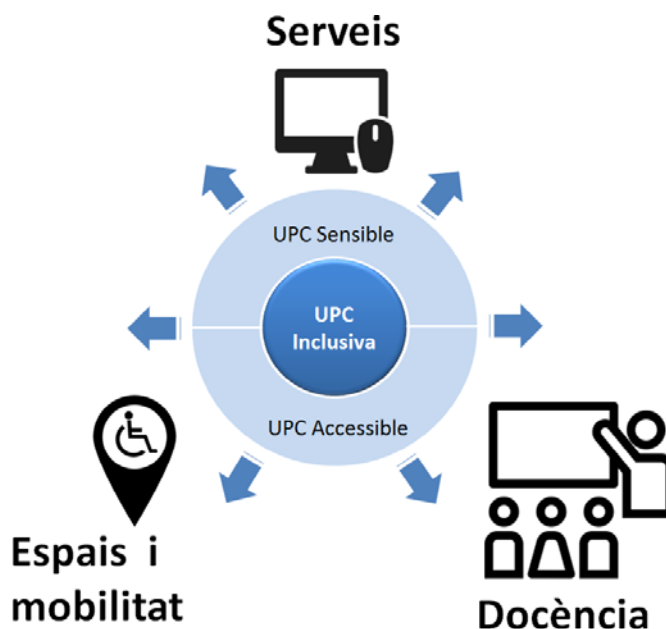 Serveis
UPC Sensible
UPC
Inclusiva
UPC Accessible
Espais i
mobilitat
Docència